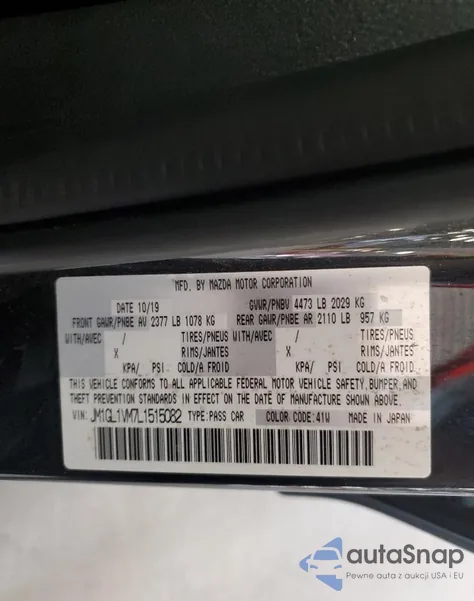 MFD. BY MAZDA MOTOR CORPORATION
DATE 10/19 GVWR/PNBV 4473 LB 2029 KG
FRONT GAWR/PNBE AV 2377 LB 1078 KG REAR GAWR/PNBE AR 2110 LB 957 KG
WITH/AVEC / TIRES/PNEUS WITH/AVEC / TIRES/PNEUS
X RIMS/JANTES X RIMS/JANTES
KPA/ PSI COLD/A FROID KPA/ PSI COLD/A FROID
THIS VEHICLE CONFORMS TO ALL APPLICABLE FEDERAL MOTOR VEHICLE SAFETY, BUMPER, AND
THEFT PREVENTION STANDARDS IN EFFECT ON THE DATE OF MANUFACTURE SHOWN ABOVE.
VIN: JM1GL1VM7L1515082 TYPE:PASS CAR COLOR CODE:41W MADE IN JAPAN
autoSnap
Pewne auta z aukcji USA i EU